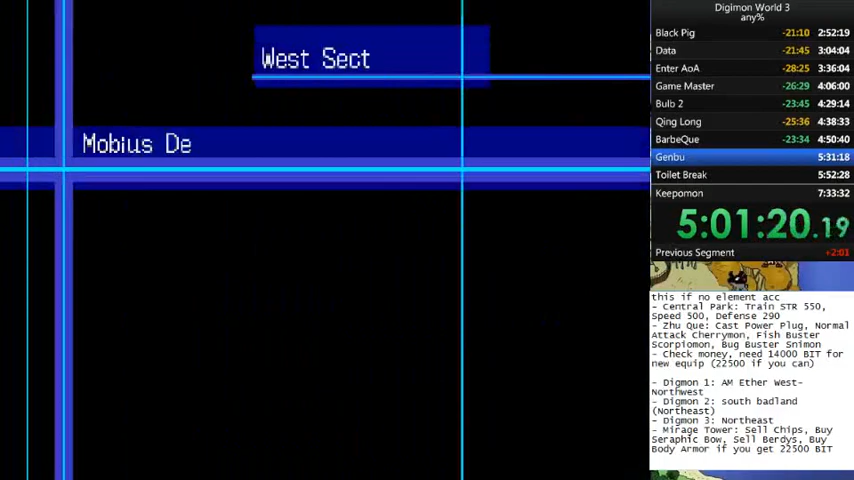 West Sect
Mobius De
Digimon World 3
any%
Black Pig -21:10 2:52:19
Data -21:45 3:04:04
Enter AoA -28:25 3:36:04
Game Master -26:29 4:06:00
Bulb 2 -23:45 4:29:14
Qing Long -25:36 4:38:33
BarbeQue -23:34 4:50:40
Genbu 5:31:18
Toilet Break 5:52:28
Keepomon 7:33:32
5:01:20.19
Previous Segment +2:01
this if no element acc
- Central Park: Train STR 550,
Speed 500, Defense 290
- Zhu Que: Cast Power Plug, Normal
Attack Cherrymon, Fish Buster
Scorpiomon, Bug Buster Snimon
- Check money, need 14000 BIT for
new equip (22500 if you can)
- Digmon 1: AM Ether West-
Northwest
- Digmon 2: south badland
(Northeast)
- Digmon 3: Northeast
- Mirage Tower: Sell Chips, Buy
Seraphic Bow, Sell Berdys, Buy
Body Armor if you get 22500 BIT